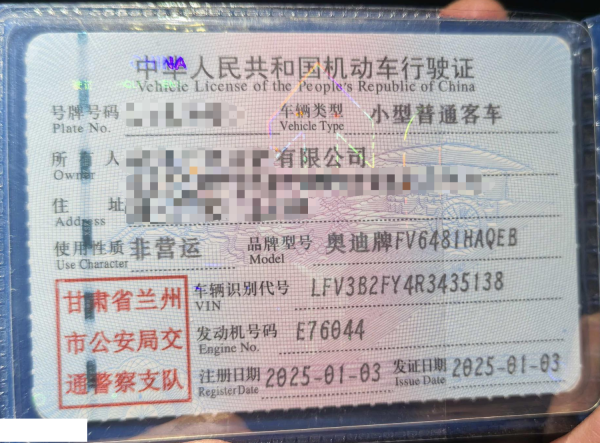 中华人民共和国机动车行驶证
Vehicle License of the People's Republic of China
号牌号码 车辆类型 小型普通客车
Plate No. Vehicle Type
所有人 有限公司
Owner
住址
Address
使用性质 非营运 品牌型号 奥迪牌FV6481HAQEB
Use Character Model
甘肃省兰州
市公安局交
通警察支队
车辆识别代号 LFV3B2FY4R3435138
VIN
发动机号码 E76044
Engine No.
注册日期 2025-01-03 发证日期 2025-01-03
Register Date Issue Date